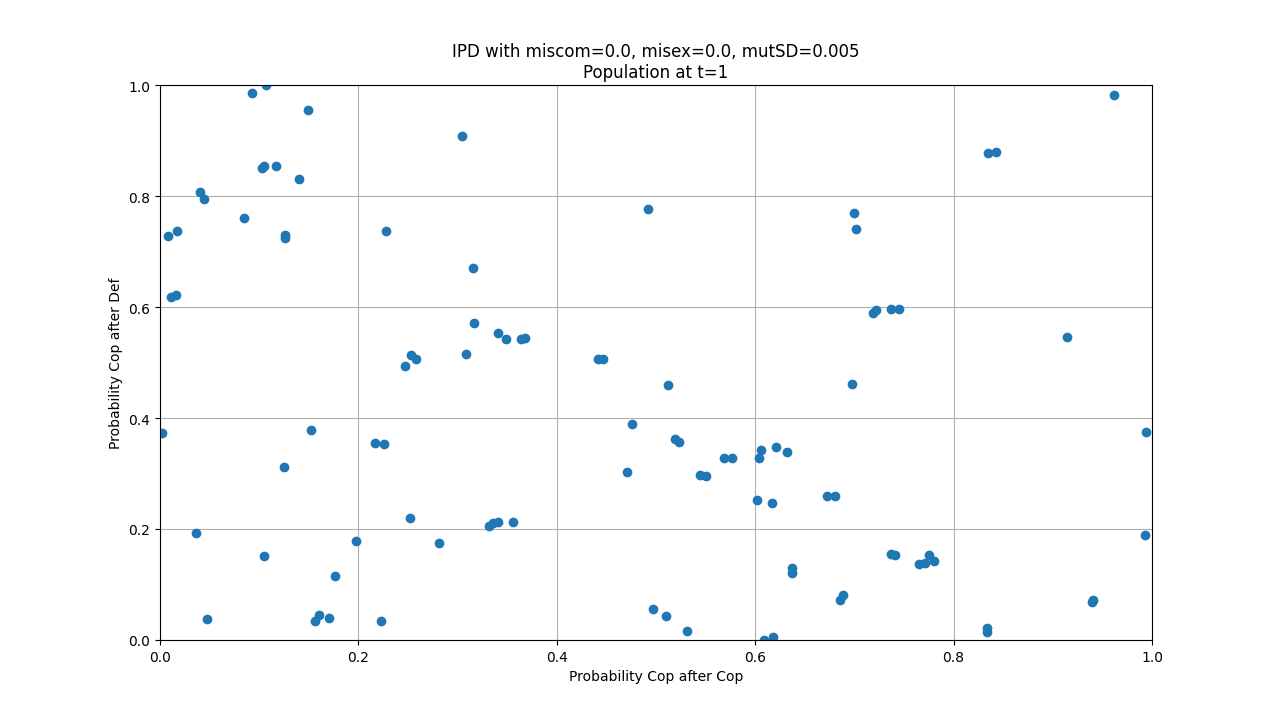 IPD with miscom=0.0, misex=0.0, mutSD=0.005
Population at t=1
1.0
0.8
0.6
0.4
0.2
0.0
Probability Cop after Def
0.0 0.2 0.4 0.6 0.8 1.0
Probability Cop after Cop